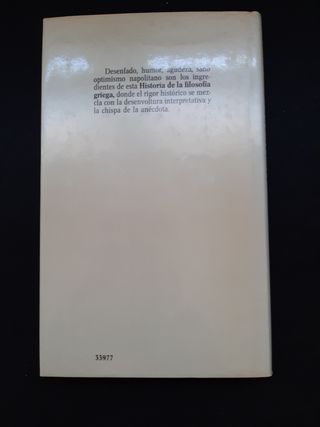 Desenfado, humor, agudeza, sano
optimismo napolitano son los ingre-
dientes de esta Historia de la filosofía
griega, donde el rigor histórico se mez-
cla con la desenvoltura interpretativa y
la chispa de la anécdota.
33977